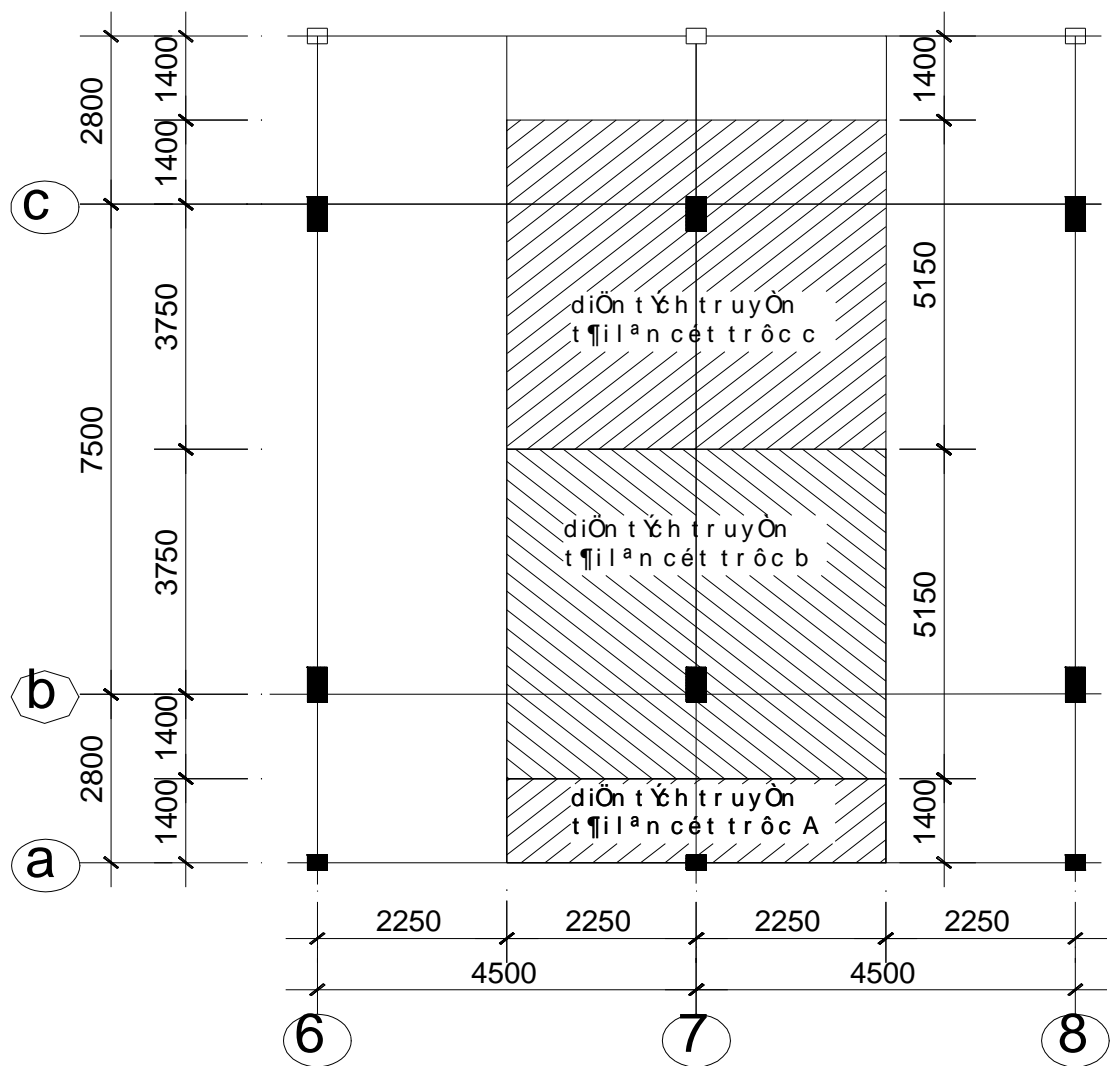 1400
1400
2800
1400
1400
c
3750
5150
diÖn tÝch truyÒn
t¶i lªn cét trôc c
7500
3750
diÖn tÝch truyÒn
t¶i lªn cét trôc b
5150
b
1400
2800
1400
1400
diÖn tÝch truyÒn
t¶i lªn cét trôc A
a
2250 2250 2250 2250
4500 4500
6 7 8